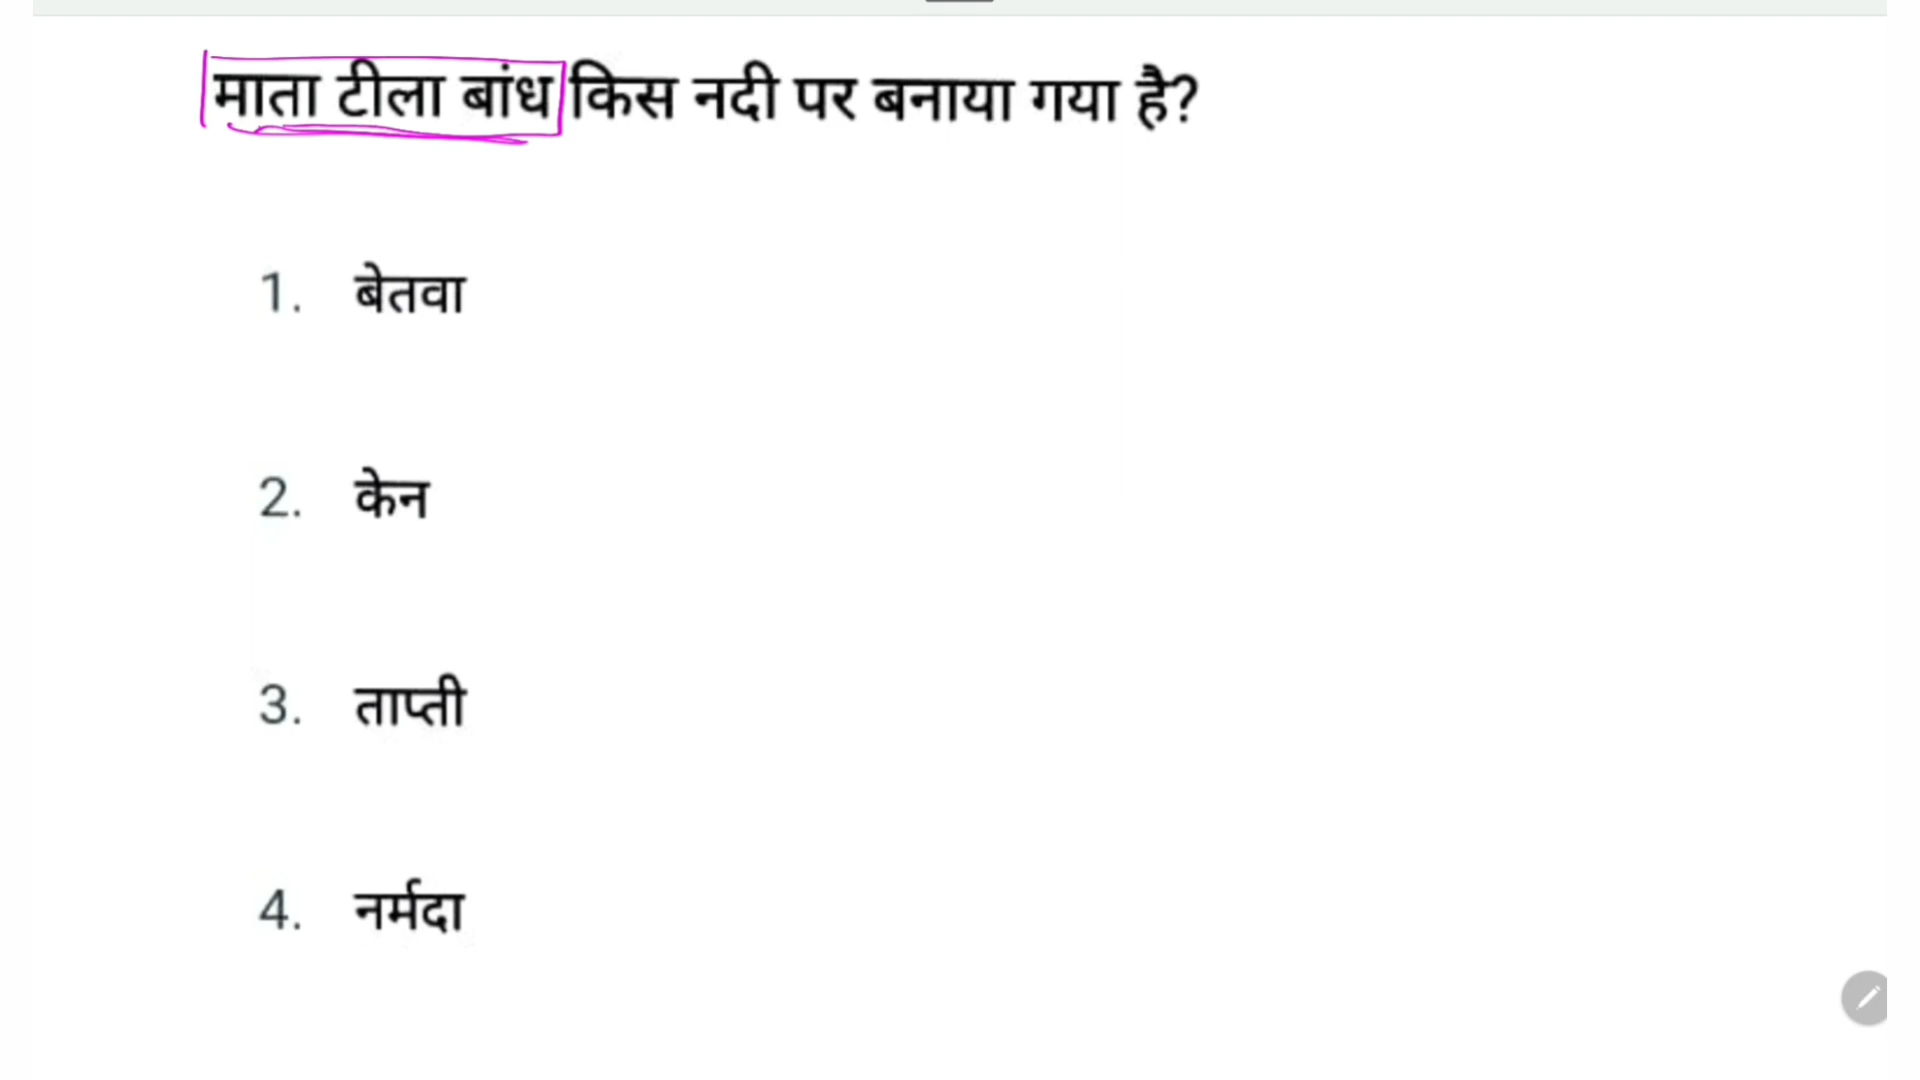 माता टीला बांध किस नदी पर बनाया गया है?
1. बेतवा
2. केन
3. ताप्ती
4. नर्मदा